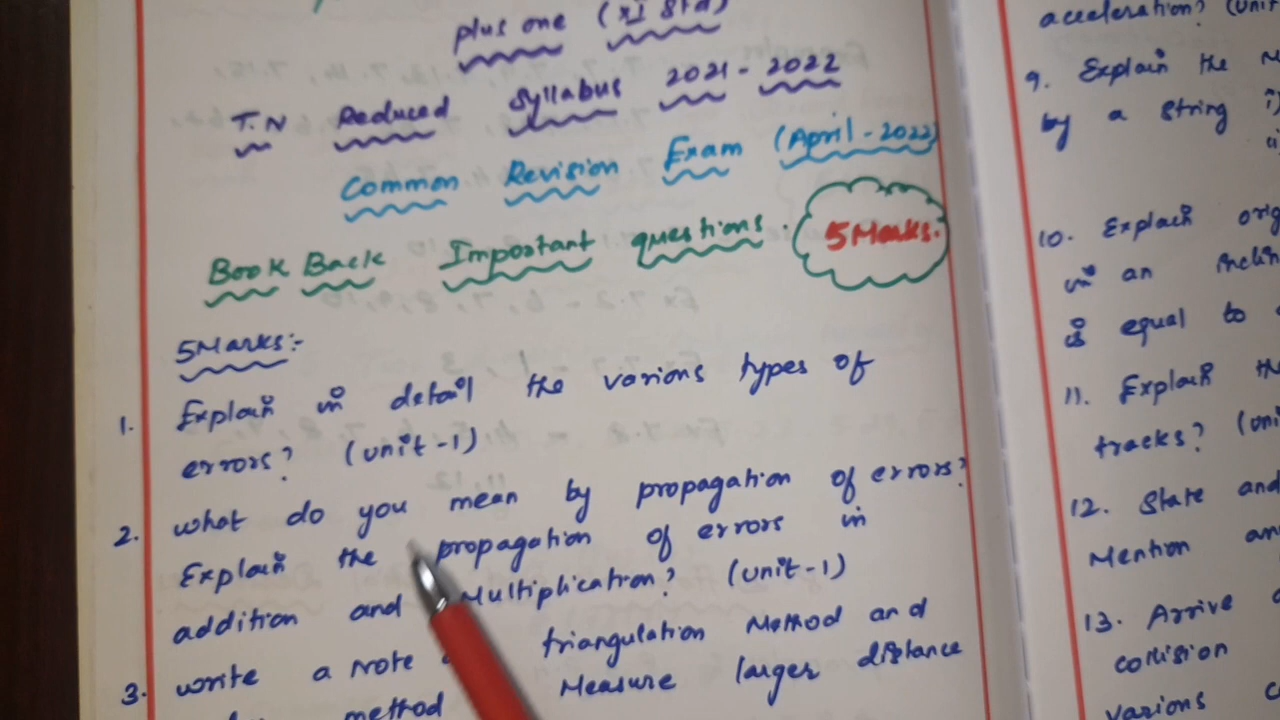 plus one (XI Std)
T.N Reduced Syllabus 2021-2022
Common Revision Exam (April-2022)
Book Back Important questions. 5 Marks.
5 Marks:-
1. Explain in detail the various types of
errors? (unit-1)
2. what do you mean by propagation of errors?
Explain the propagation of errors in
addition and Multiplication? (unit-1)
3. write a note triangulation Method and
method Measure larger distance
acceleration? (unit
9. Explain the
by a string
10. Explain
in an
is equal to
11. Explain
tracks? (uni
12. State and
Mention
13. Arrive
collision
various